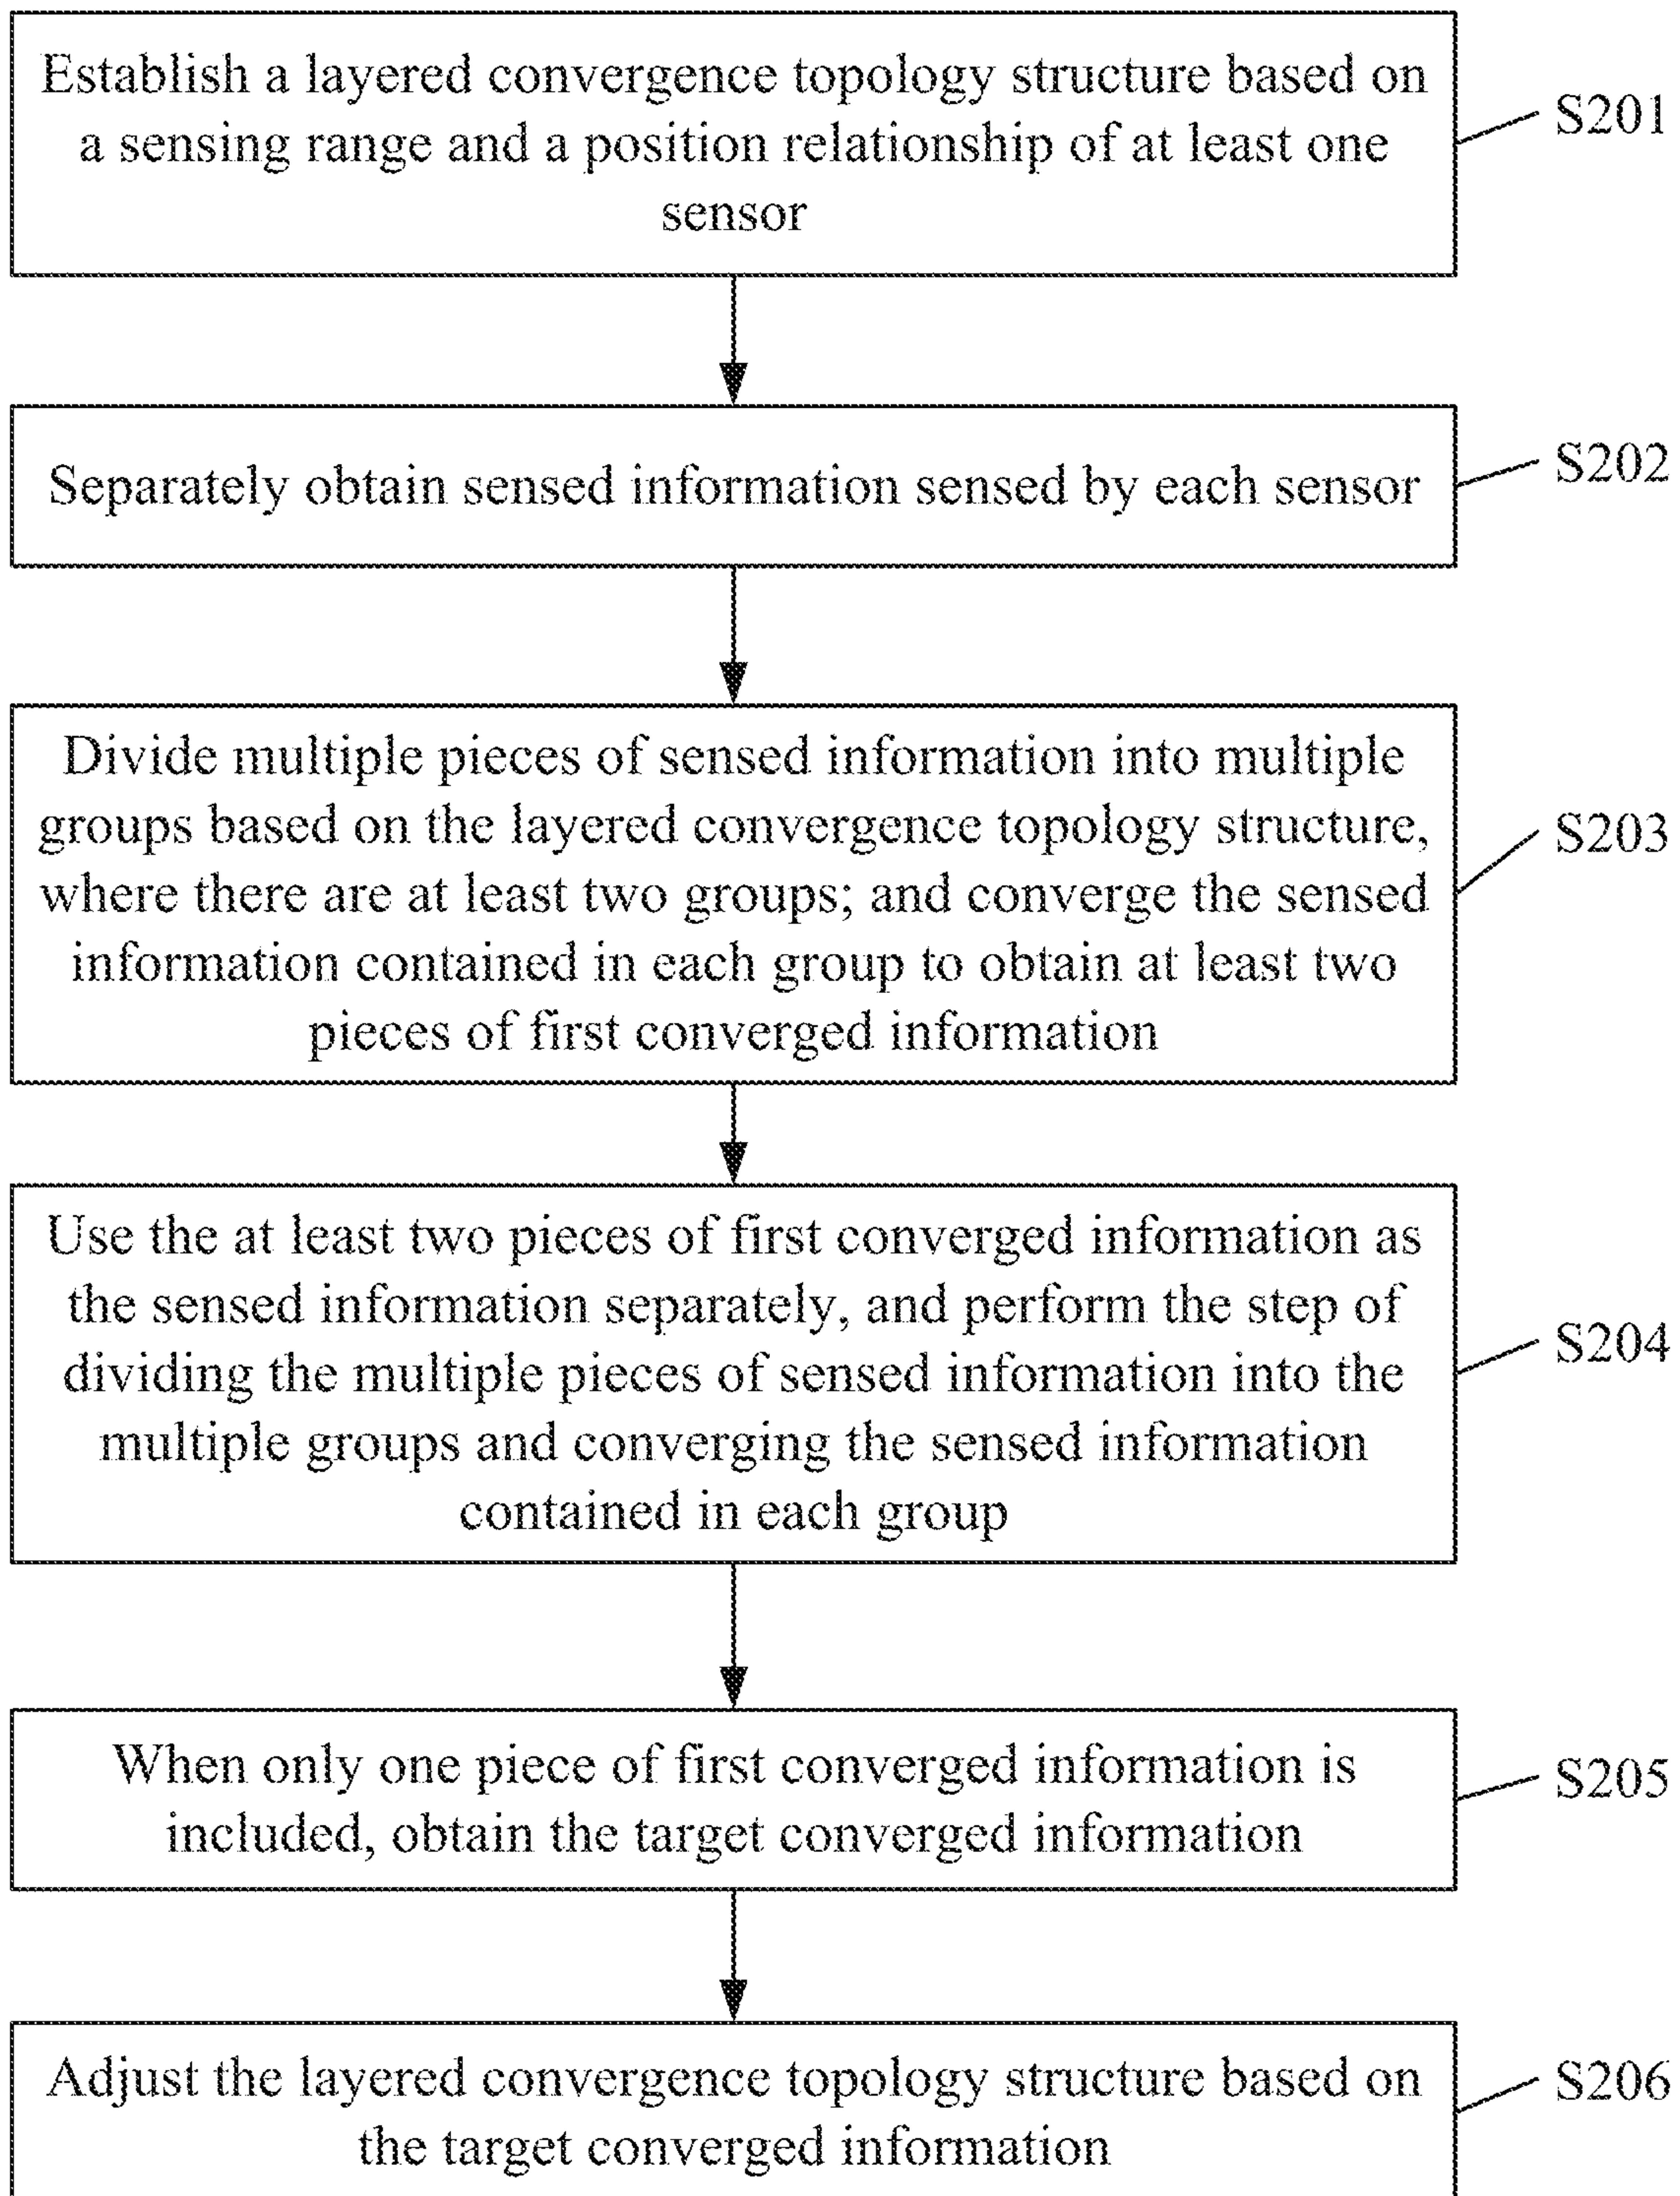 Establish a layered convergence topology structure based on
a sensing range and a position relationship of at least one
sensor
S201
Separately obtain sensed information sensed by each sensor
S202
Divide multiple pieces of sensed information into multiple
groups based on the layered convergence topology structure,
where there are at least two groups; and converge the sensed
information contained in each group to obtain at least two
pieces of first converged information
S203
Use the at least two pieces of first converged information as
the sensed information separately, and perform the step of
dividing the multiple pieces of sensed information into the
multiple groups and converging the sensed information
contained in each group
S204
When only one piece of first converged information is
included, obtain the target converged information
S205
Adjust the layered convergence topology structure based on
the target converged information
S206